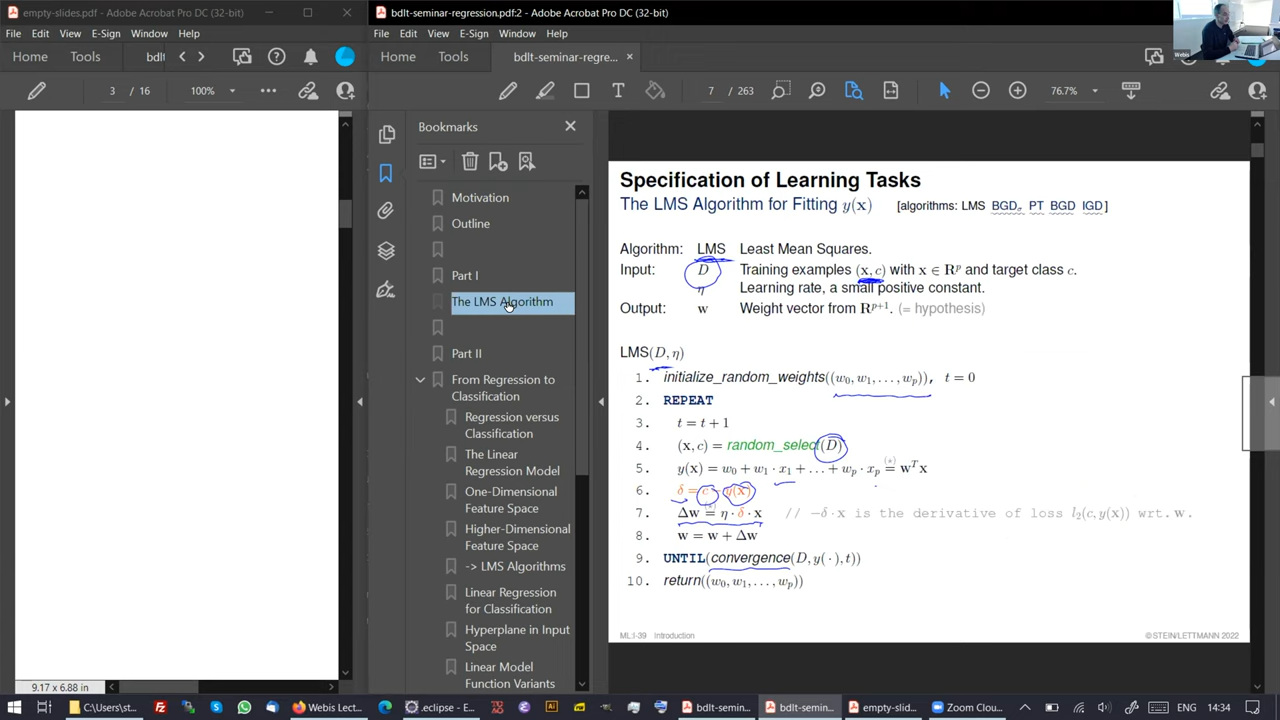 empty-slides.pdf - Adobe Acrobat Pro DC (32-bit)
bdlt-seminar-regression.pdf:2 - Adobe Acrobat Pro DC (32-bit)
File Edit View E-Sign Window Help
File Edit View E-Sign Window Help
Webis
Home Tools bdlt
Home Tools bdlt-seminar-regre...
3 / 16 100%
7 / 263 76.7%
Bookmarks
Motivation
Outline
Part I
The LMS Algorithm
Part II
From Regression to
Classification
Regression versus
Classification
The Linear
Regression Model
One-Dimensional
Feature Space
Higher-Dimensional
Feature Space
-> LMS Algorithms
Linear Regression
for Classification
Hyperplane in Input
Space
Linear Model
Function Variants
Specification of Learning Tasks
The LMS Algorithm for Fitting y(x) [algorithms: LMS BGDσ PT BGD IGD]
Algorithm: LMS Least Mean Squares.
Input: D Training examples (x, c) with x ∈ R^p and target class c.
η Learning rate, a small positive constant.
Output: w Weight vector from R^{p+1}. (= hypothesis)
LMS(D, η)
1. initialize_random_weights((w₀, w₁, . . . , wₚ)), t = 0
2. REPEAT
3. t = t + 1
4. (x, c) = random_select(D)
5. y(x) = w₀ + w₁ · x₁ + . . . + wₚ · xₚ (∗)= w^T x
6. δ = c − y(x)
7. Δw (∗)= η · δ · x // −δ · x is the derivative of loss l₂(c, y(x)) wrt. w.
8. w = w + Δw
9. UNTIL(convergence(D, y( · ), t))
10. return((w₀, w₁, . . . , wₚ))
ML:I-39 Introduction
©STEIN/LETTMANN 2022
9.17 x 6.88 in
C:\Users\st...
Webis Lect...
.eclipse - E...
bdlt-semin...
bdlt-semin...
empty-slid...
Zoom Clou...
ENG 14:34